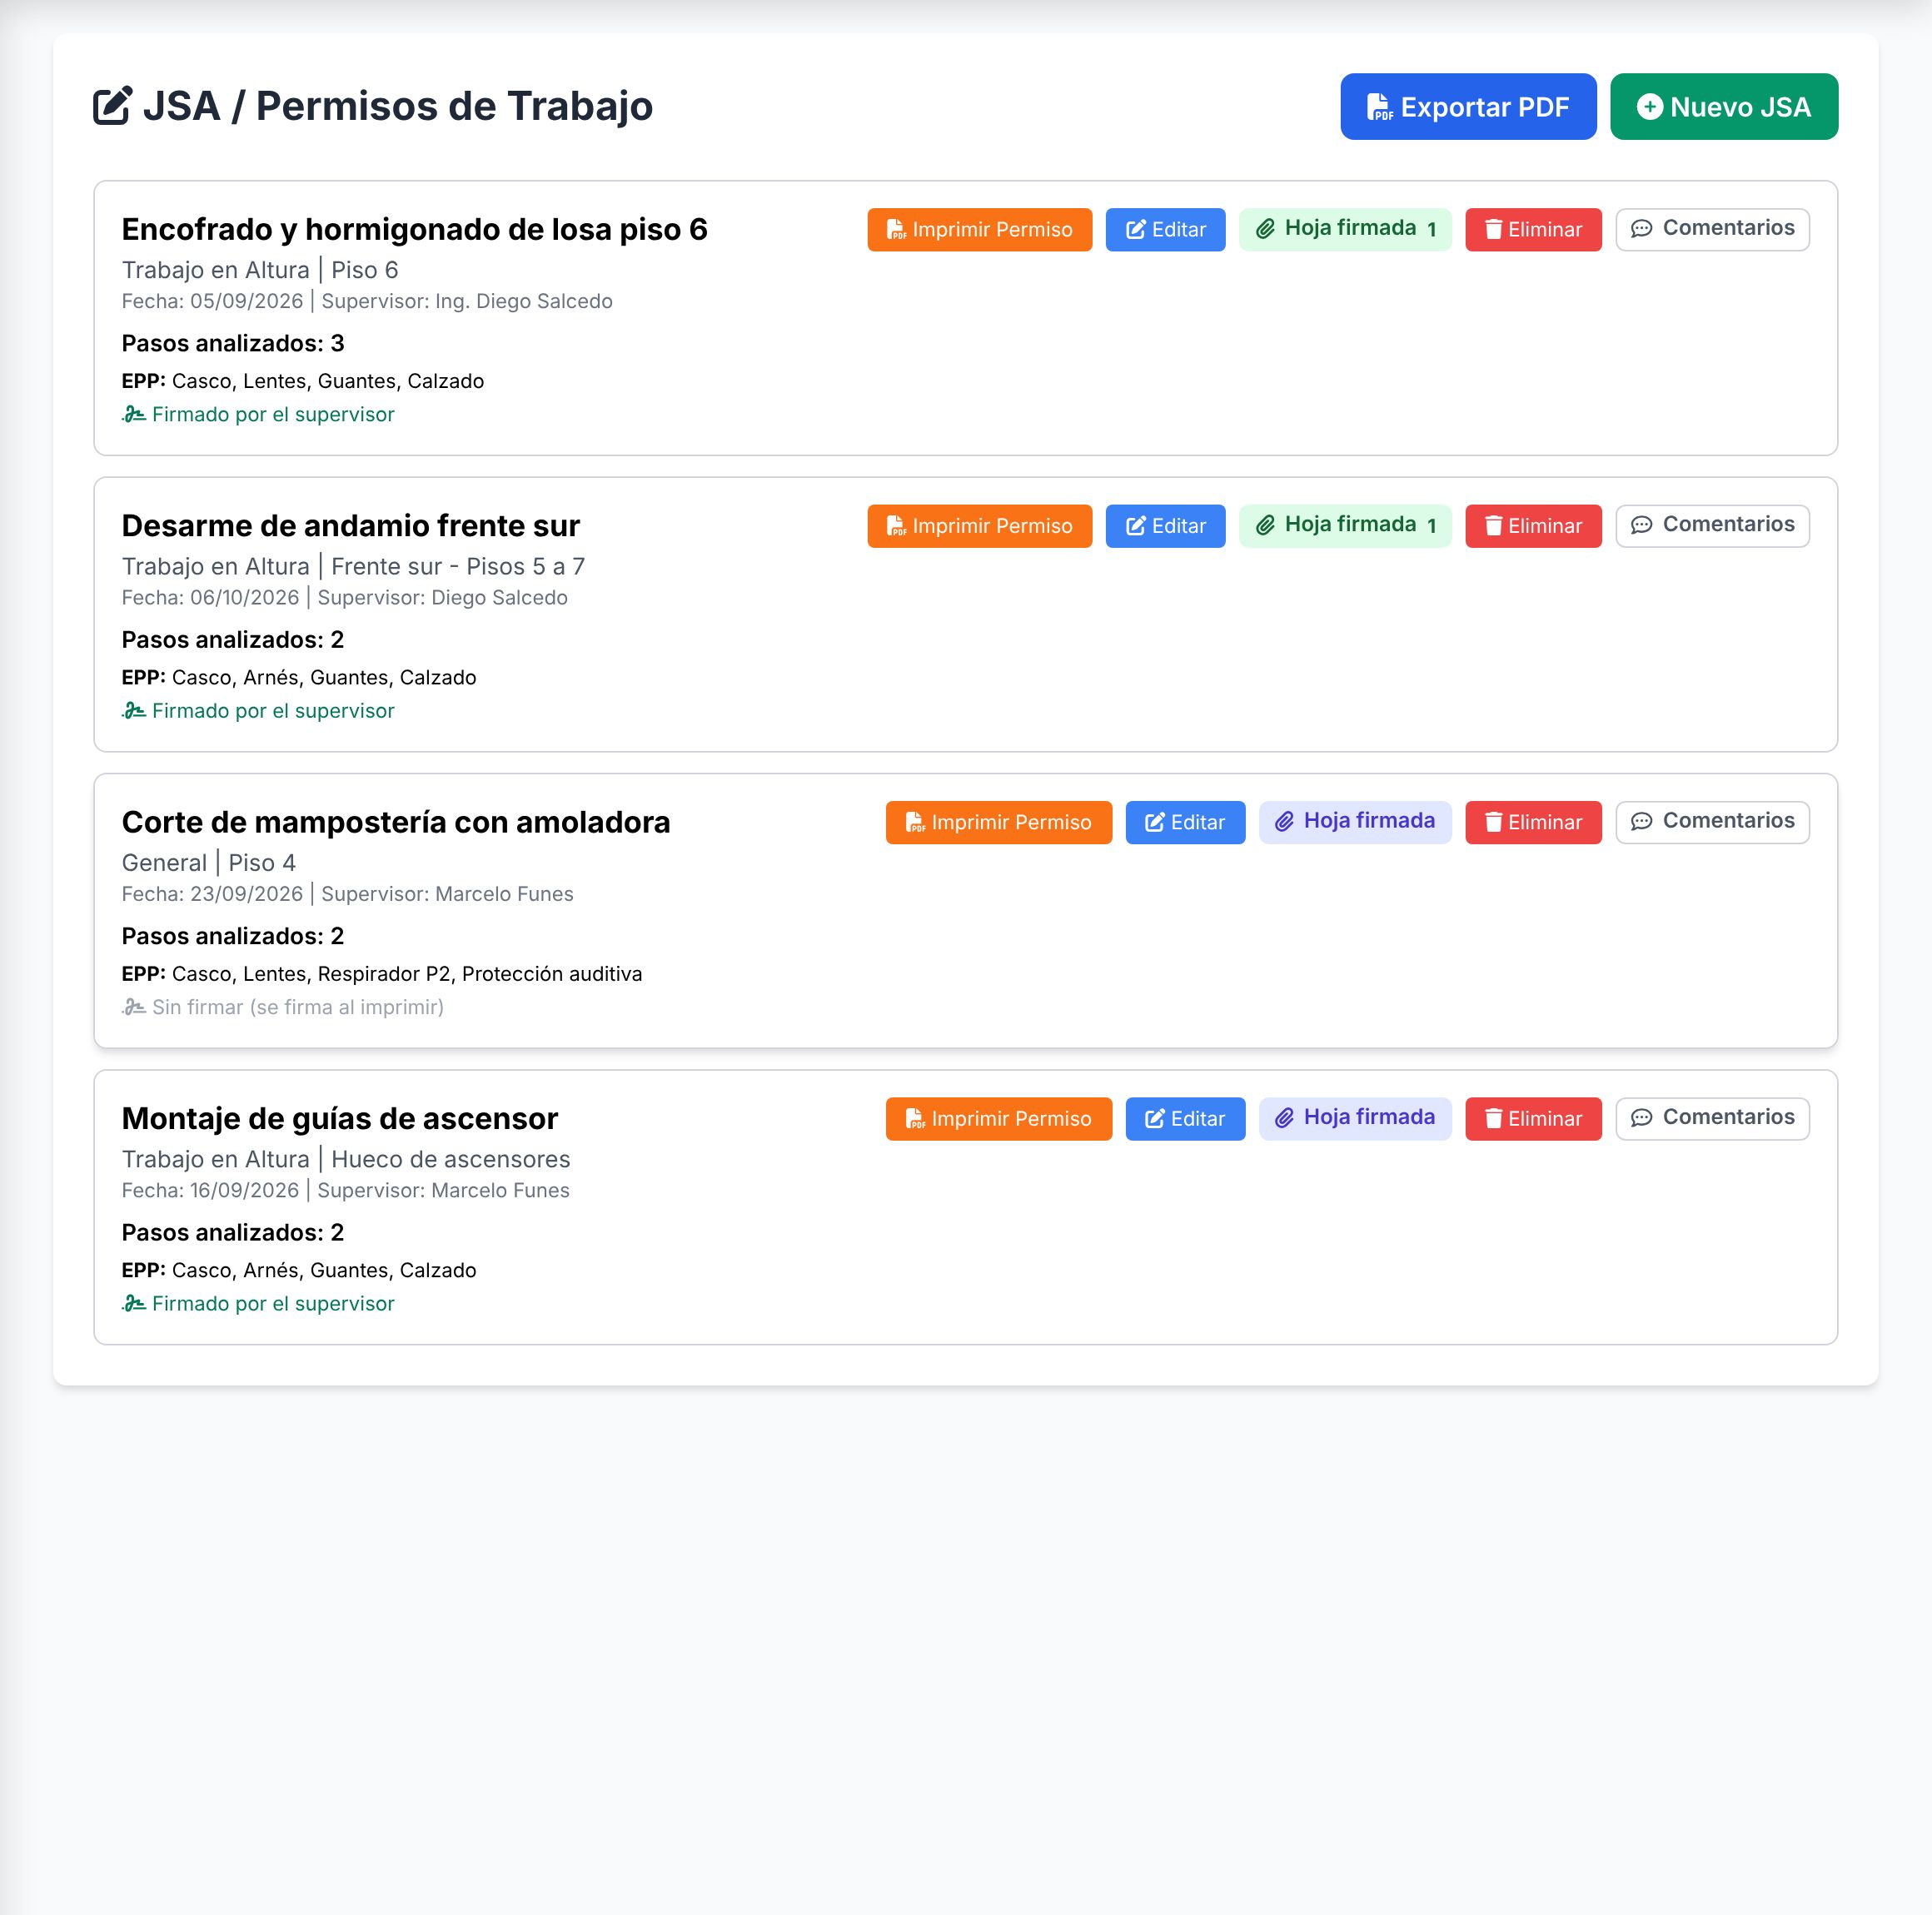 JSA / Permisos de Trabajo
Exportar PDF
Nuevo JSA
Encofrado y hormigonado de losa piso 6
Imprimir Permiso
Editar
Hoja firmada 1
Eliminar
Comentarios
Trabajo en Altura | Piso 6
Fecha: 05/09/2026 | Supervisor: Ing. Diego Salcedo
Pasos analizados: 3
EPP: Casco, Lentes, Guantes, Calzado
Firmado por el supervisor
Desarme de andamio frente sur
Imprimir Permiso
Editar
Hoja firmada 1
Eliminar
Comentarios
Trabajo en Altura | Frente sur - Pisos 5 a 7
Fecha: 06/10/2026 | Supervisor: Diego Salcedo
Pasos analizados: 2
EPP: Casco, Arnés, Guantes, Calzado
Firmado por el supervisor
Corte de mampostería con amoladora
Imprimir Permiso
Editar
Hoja firmada
Eliminar
Comentarios
General | Piso 4
Fecha: 23/09/2026 | Supervisor: Marcelo Funes
Pasos analizados: 2
EPP: Casco, Lentes, Respirador P2, Protección auditiva
Sin firmar (se firma al imprimir)
Montaje de guías de ascensor
Imprimir Permiso
Editar
Hoja firmada
Eliminar
Comentarios
Trabajo en Altura | Hueco de ascensores
Fecha: 16/09/2026 | Supervisor: Marcelo Funes
Pasos analizados: 2
EPP: Casco, Arnés, Guantes, Calzado
Firmado por el supervisor